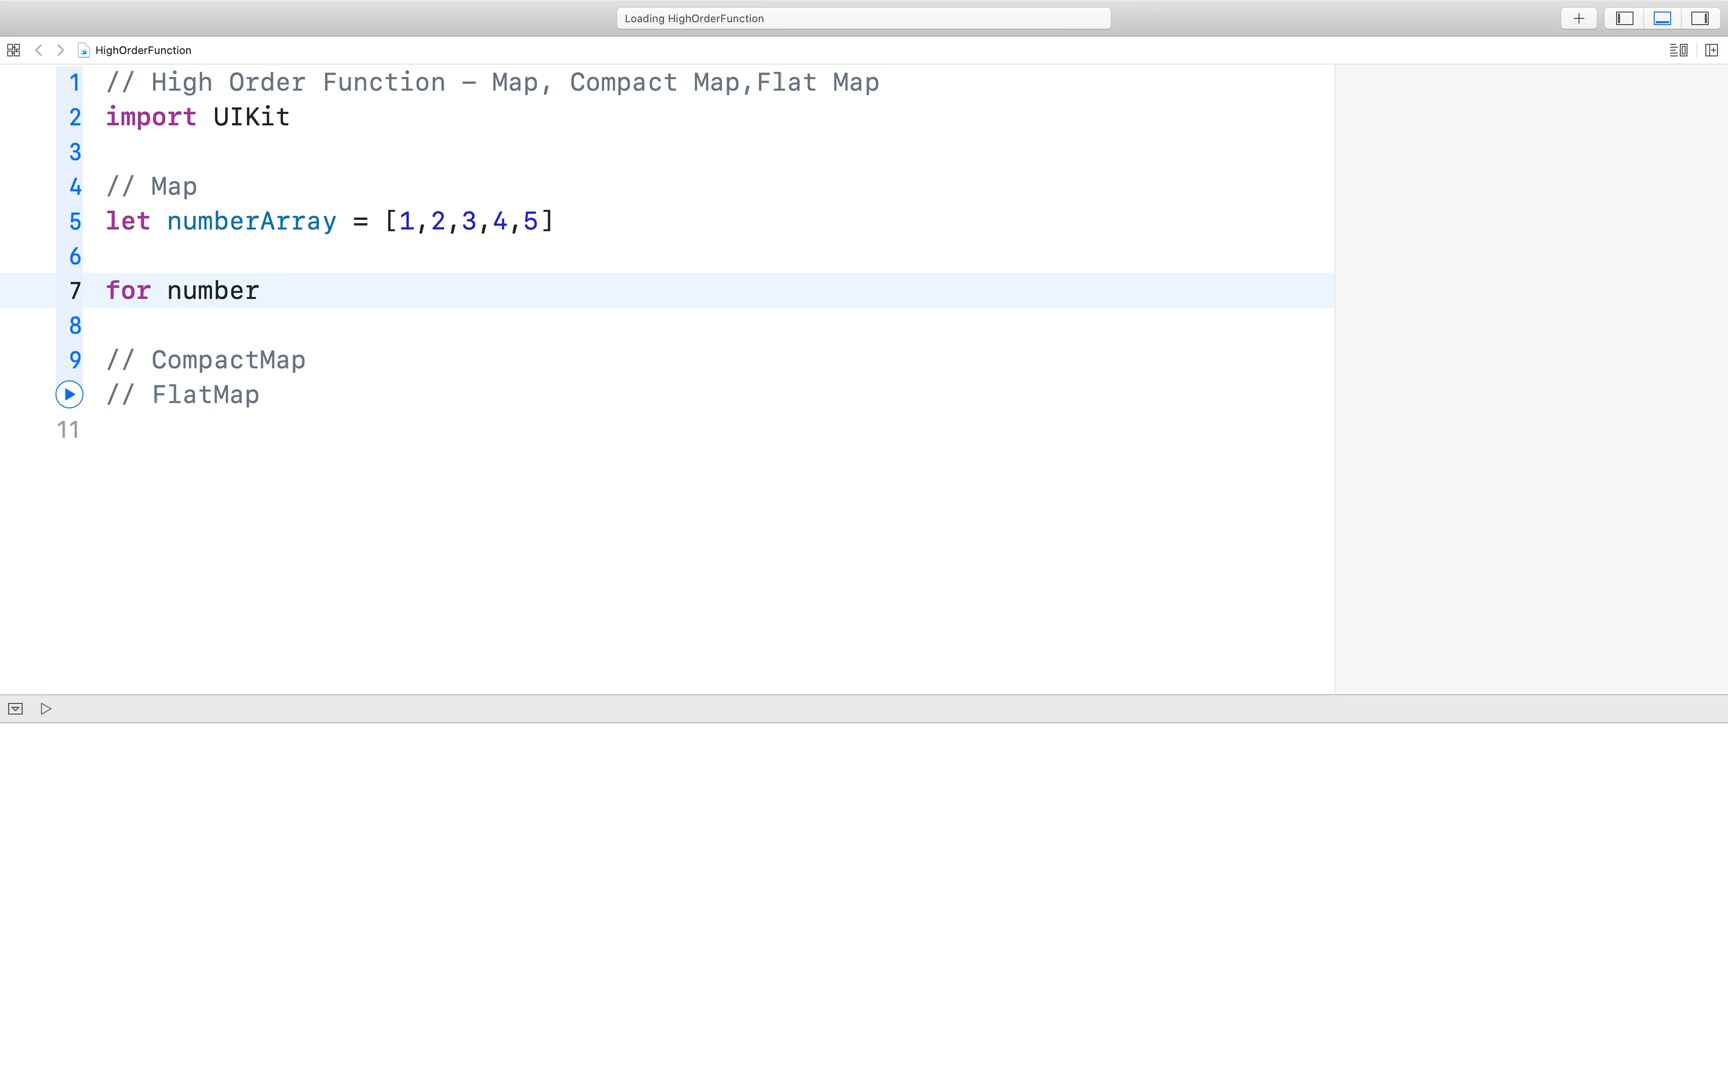 Loading HighOrderFunction
HighOrderFunction
1 // High Order Function – Map, Compact Map,Flat Map
2 import UIKit
3
4 // Map
5 let numberArray = [1,2,3,4,5]
6
7 for number
8
9 // CompactMap
// FlatMap
11